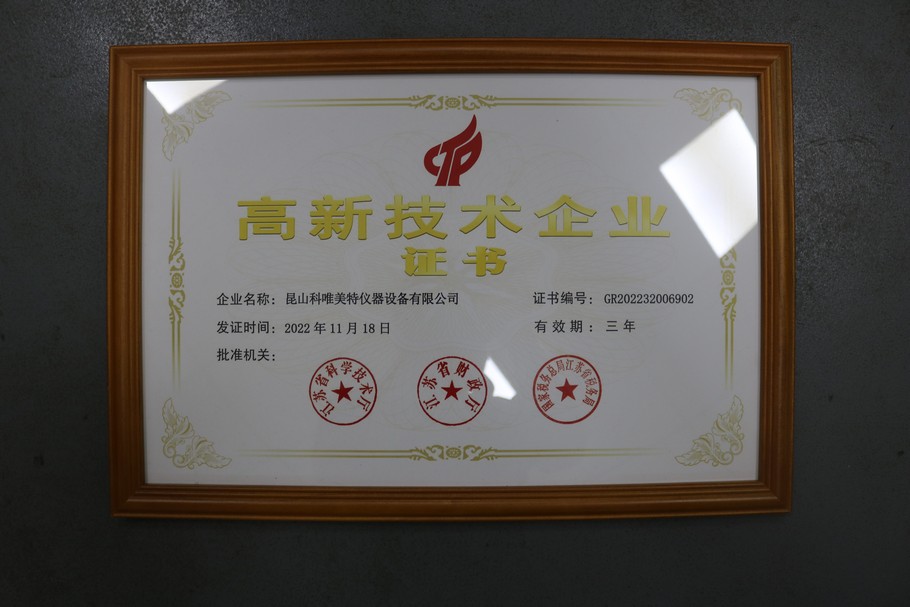 CTP
高新技术企业
证书
企业名称：昆山科唯美特仪器设备有限公司
证书编号：GR202232006902
发证时间：2022年11月18日
有效期：三年
批准机关：
江苏省科学技术厅
江苏省财政厅
国家税务总局江苏省税务局